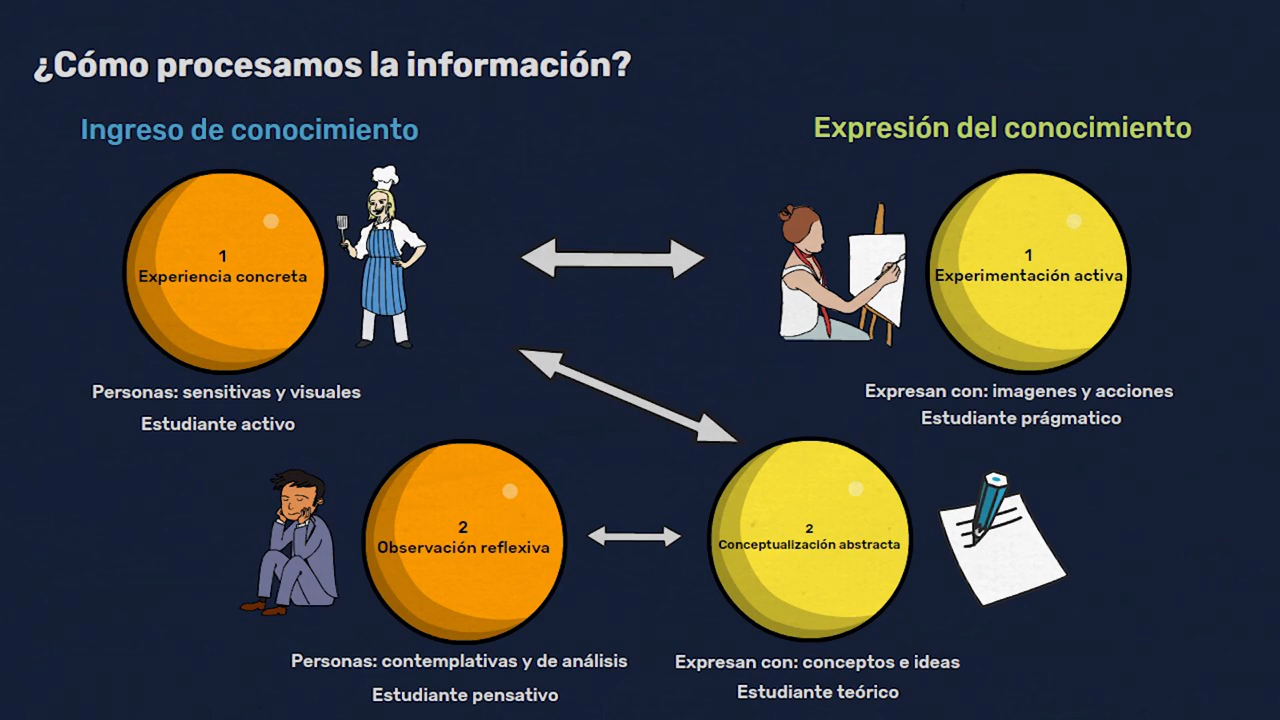 ¿Cómo procesamos la información?
Ingreso de conocimiento
Expresión del conocimiento
1
Experiencia concreta
1
Experimentación activa
Personas: sensitivas y visuales
Estudiante activo
Expresan con: imagenes y acciones
Estudiante prágmatico
2
Observación reflexiva
2
Conceptualización abstracta
Personas: contemplativas y de análisis
Estudiante pensativo
Expresan con: conceptos e ideas
Estudiante teórico